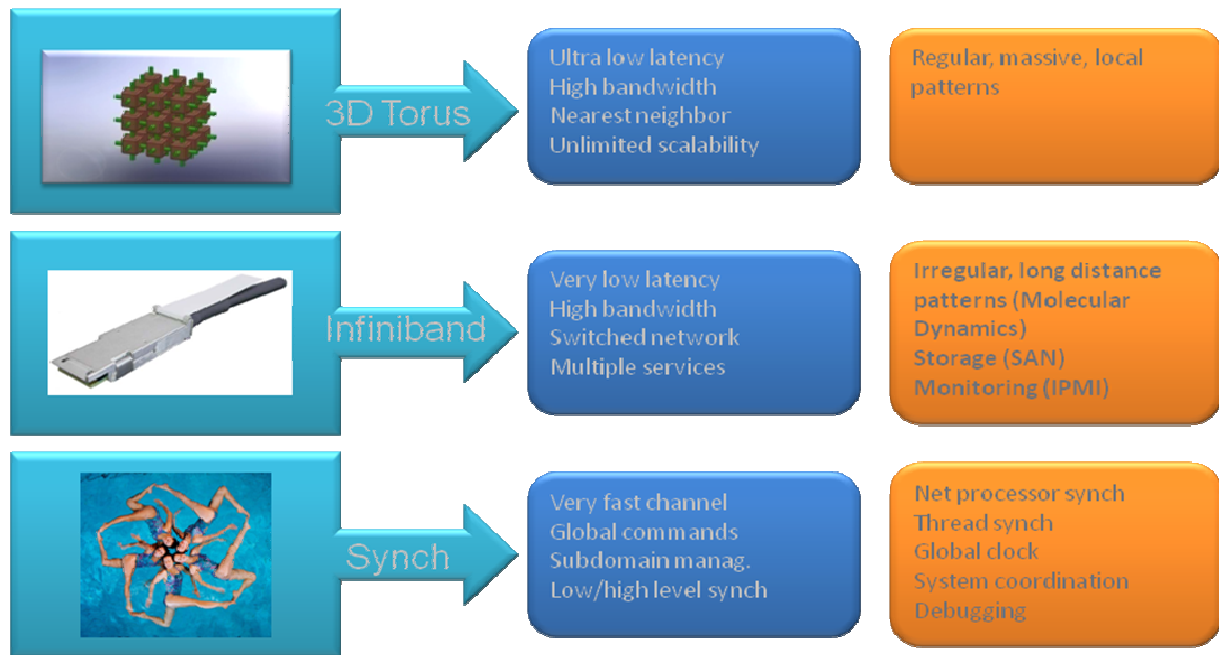 3D Torus
Ultra low latency
High bandwidth
Nearest neighbor
Unlimited scalability
Regular, massive, local
patterns
Infiniband
Very low latency
High bandwidth
Switched network
Multiple services
Irregular, long distance
patterns (Molecular
Dynamics)
Storage (SAN)
Monitoring (IPMI)
Synch
Very fast channel
Global commands
Subdomain manag.
Low/high level synch
Net processor synch
Thread synch
Global clock
System coordination
Debugging